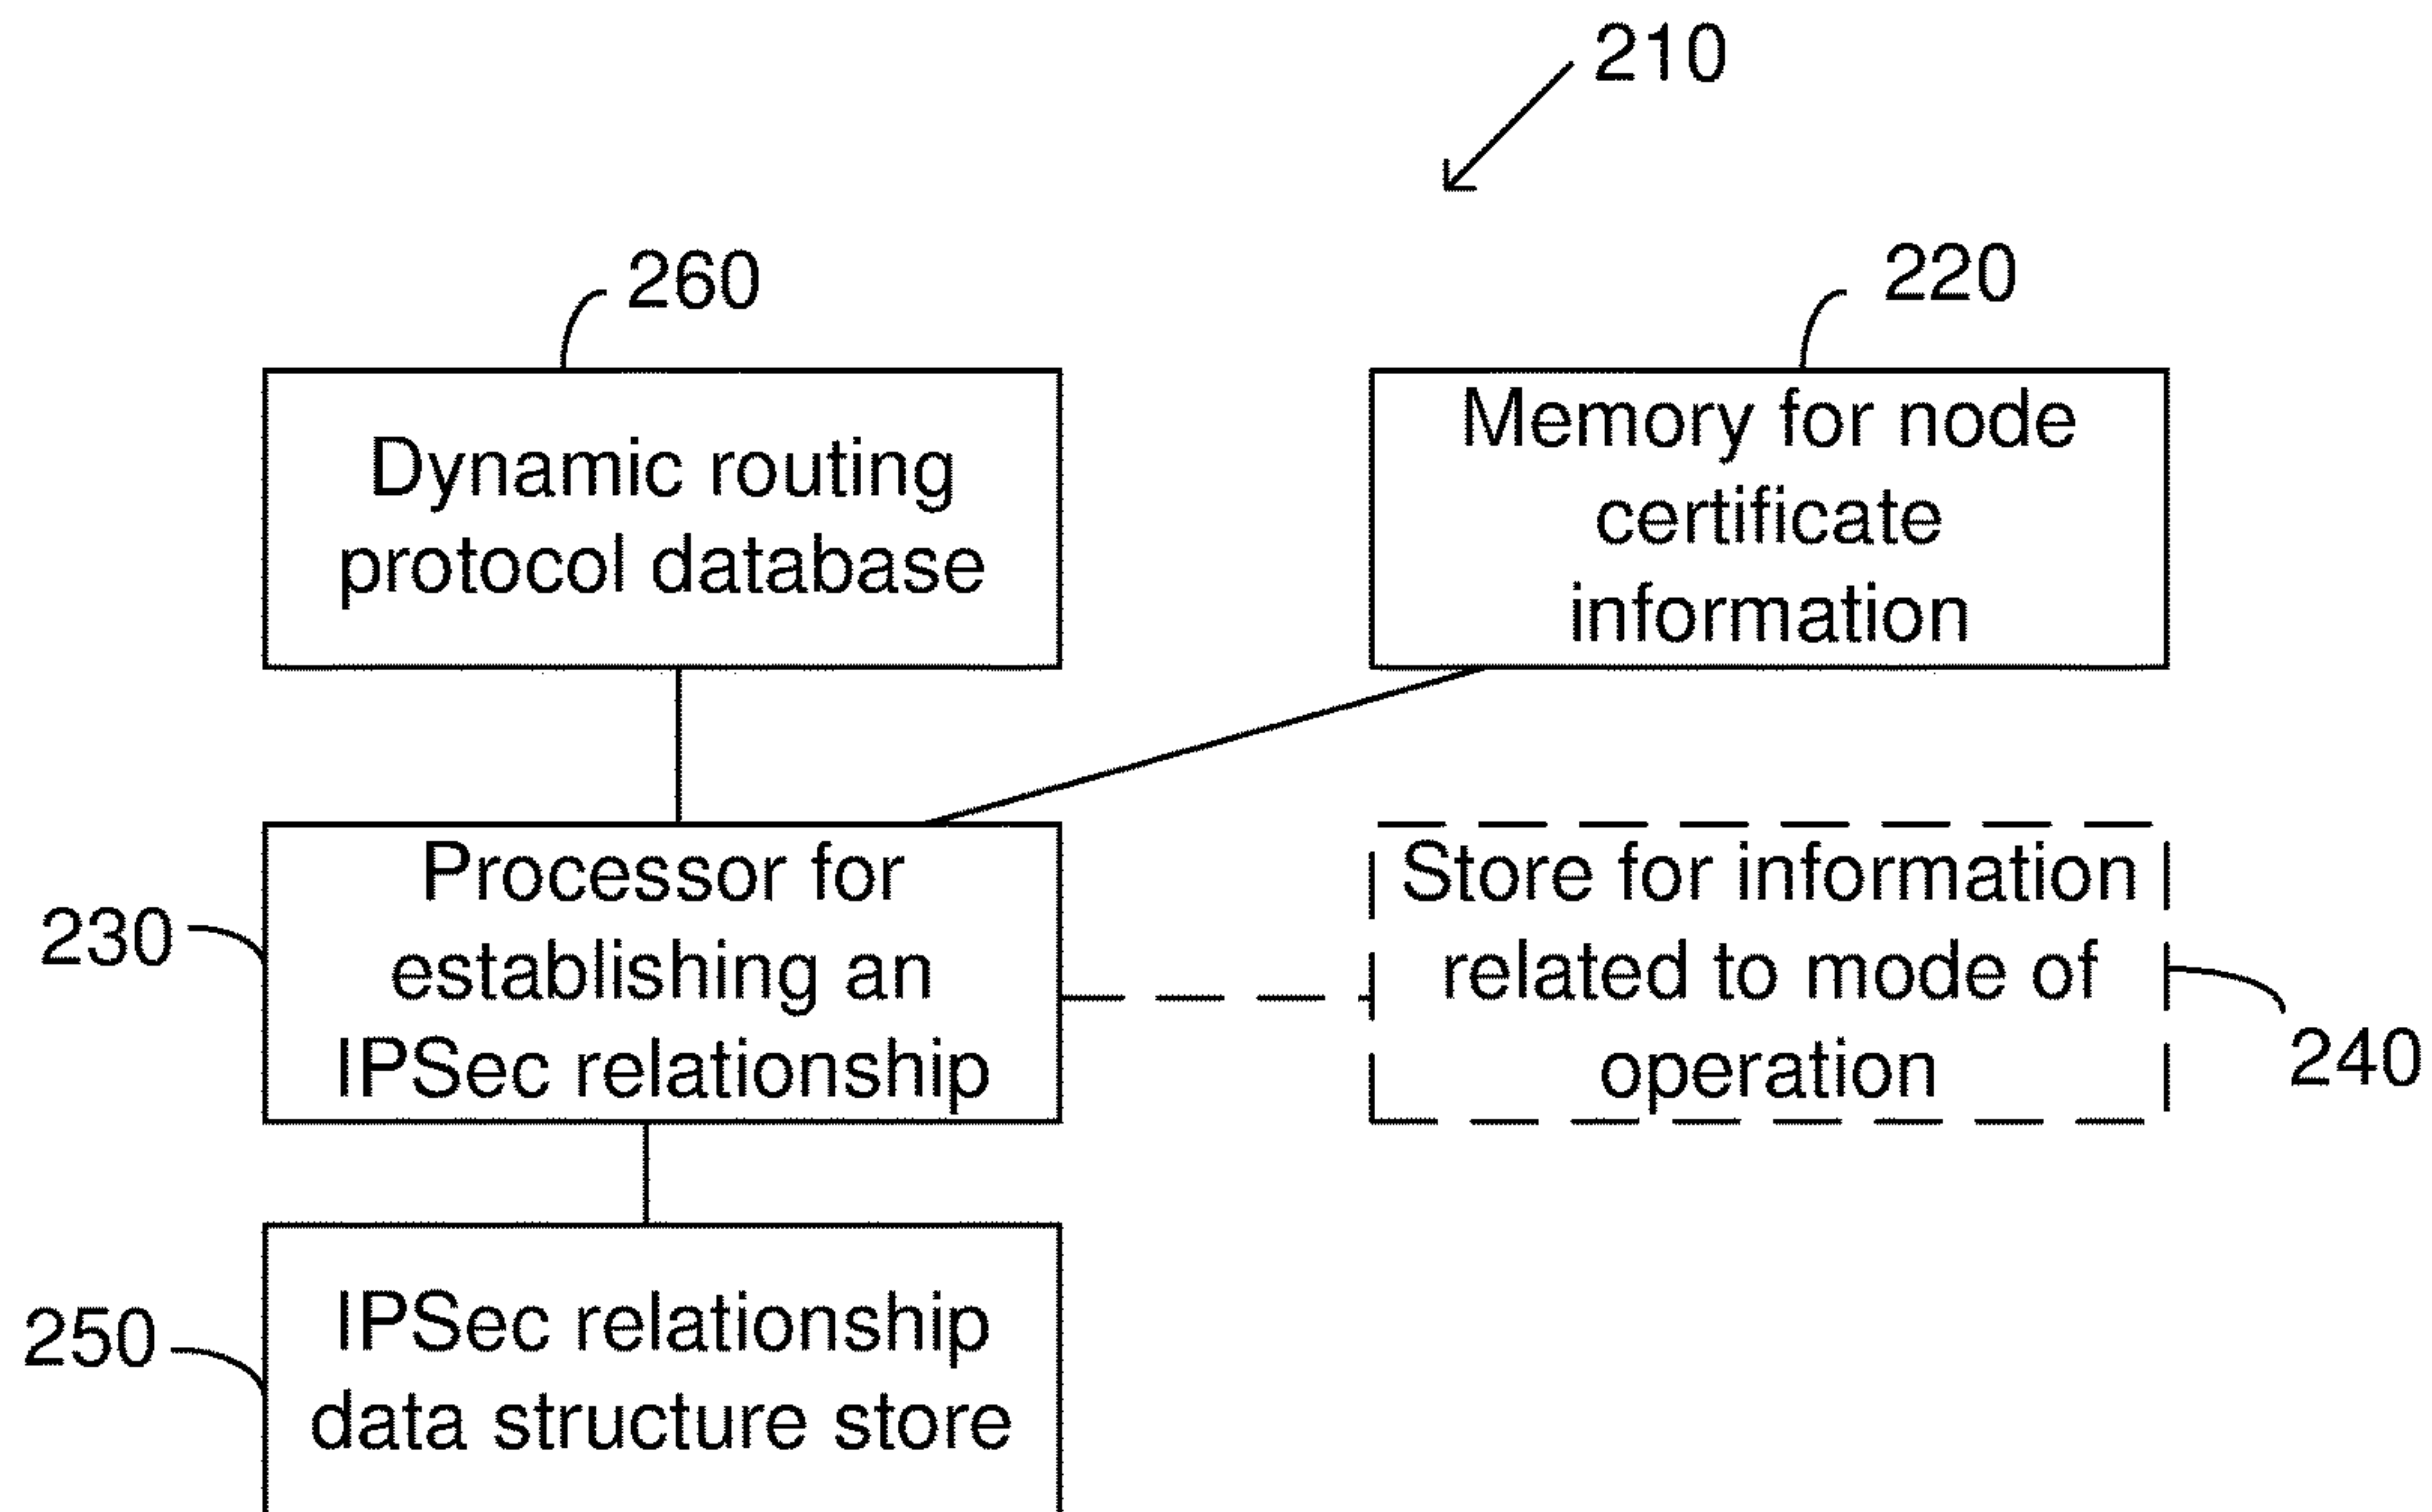 210
260
220
Dynamic routing
protocol database
Memory for node
certificate
information
230
Processor for
establishing an
IPSec relationship
Store for information
related to mode of
operation
240
250
IPSec relationship
data structure store